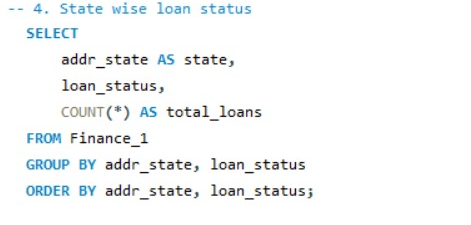 -- 4. State wise loan status
SELECT
addr_state AS state,
loan_status,
COUNT(*) AS total_loans
FROM Finance_1
GROUP BY addr_state, loan_status
ORDER BY addr_state, loan_status;